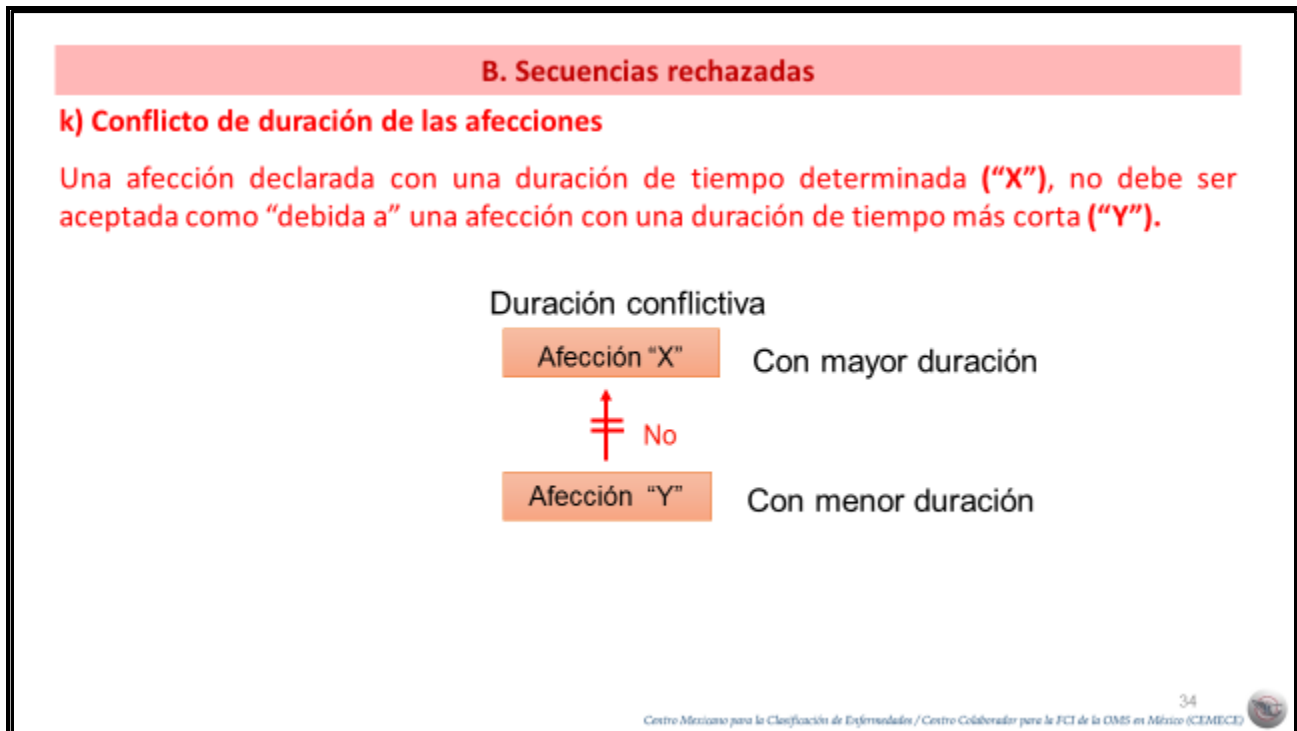 B. Secuencias rechazadas
k) Conflicto de duración de las afecciones
Una afección declarada con una duración de tiempo determinada (“X”), no debe ser
aceptada como “debida a” una afección con una duración de tiempo más corta (“Y”).
Duración conflictiva
Afección “X”
Con mayor duración
No
Afección “Y”
Con menor duración
34
Centro Mexicano para la Clasificación de Enfermedades / Centro Colaborador para la FCI de la OMS en México (CEMECE)